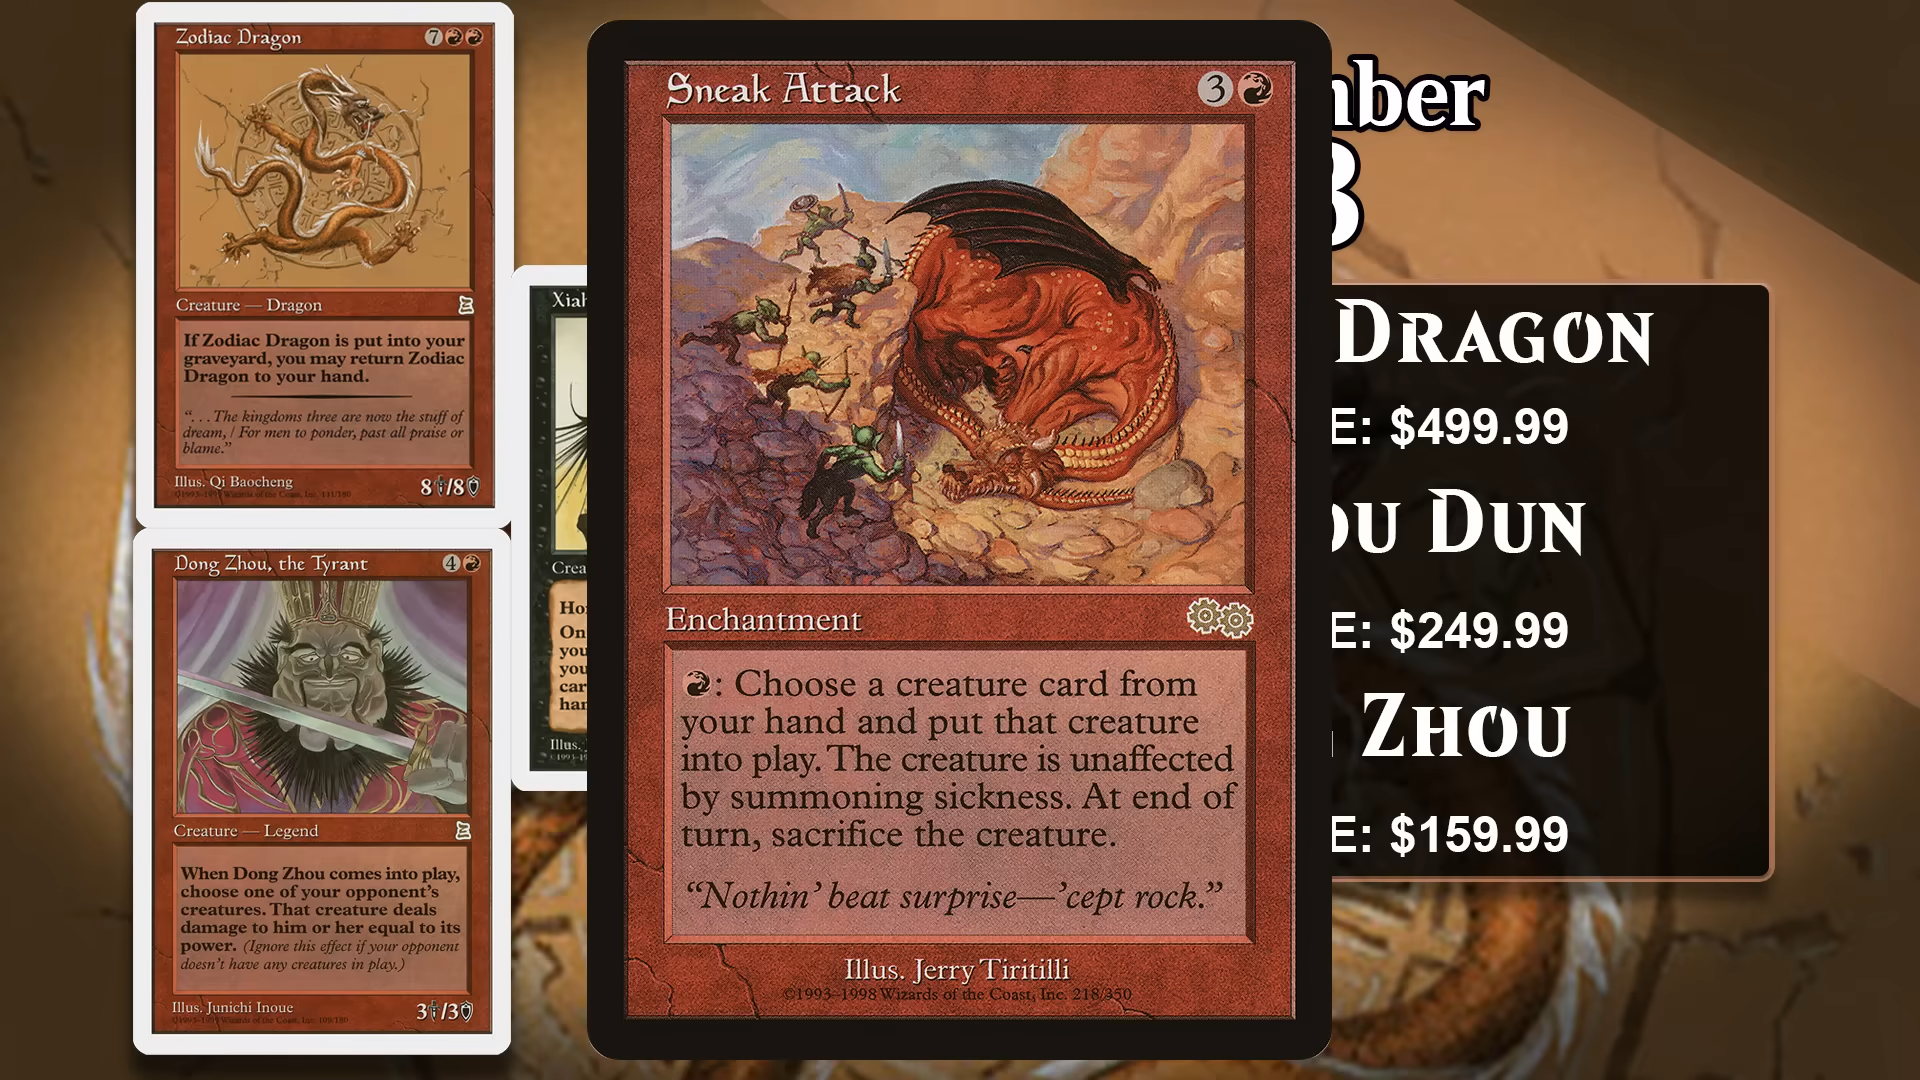 Zodiac Dragon
7
Creature — Dragon
If Zodiac Dragon is put into your
graveyard, you may return Zodiac
Dragon to your hand.
“. . . The kingdoms three are now the stuff of
dream, / For men to ponder, past all praise or
blame.”
Illus. Qi Baocheng
8/8
Dong Zhou, the Tyrant
4
Creature — Legend
When Dong Zhou comes into play,
choose one of your opponent’s
creatures. That creature deals
damage to him or her equal to its
power. (Ignore this effect if your opponent
doesn’t have any creatures in play.)
Illus. Junichi Inoue
3/3
Xiah
Crea
Ho
On
you
you
car
han
Illus.
Sneak Attack
3
Enchantment
: Choose a creature card from
your hand and put that creature
into play. The creature is unaffected
by summoning sickness. At end of
turn, sacrifice the creature.
“Nothin’ beat surprise—’cept rock.”
Illus. Jerry Tiritilli
©1993–1998 Wizards of the Coast, Inc. 218/350
mber
3
Dragon
E: $499.99
ou Dun
E: $249.99
Zhou
E: $159.99